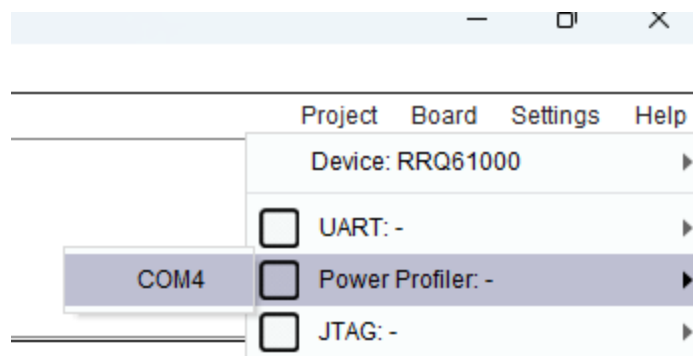 Project Board Settings Help
Device: RRQ61000
UART: -
COM4 Power Profiler: -
JTAG: -